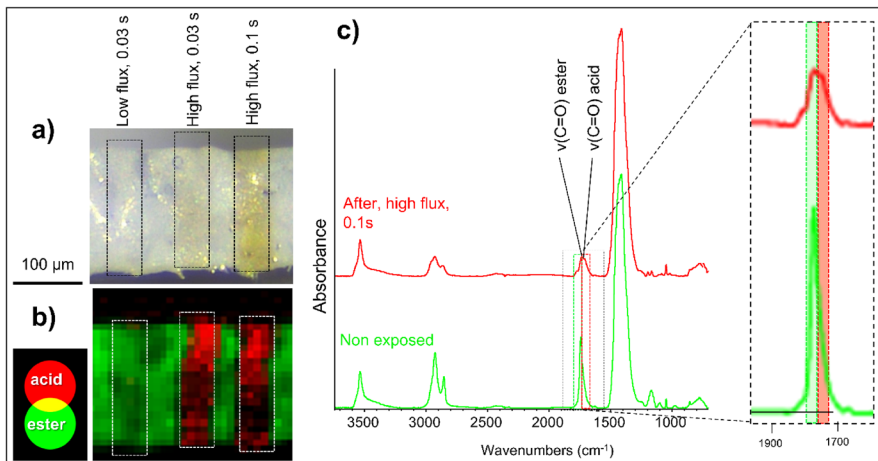 Low flux, 0.03 s
High flux, 0.03 s
High flux, 0.1 s
a)
100 µm
b)
acid
ester
c)
ν(C=O) ester
ν(C=O) acid
After, high flux,
0.1s
Absorbance
Non exposed
3500 3000 2500 2000 1500 1000
Wavenumbers (cm⁻¹)
1900 1700